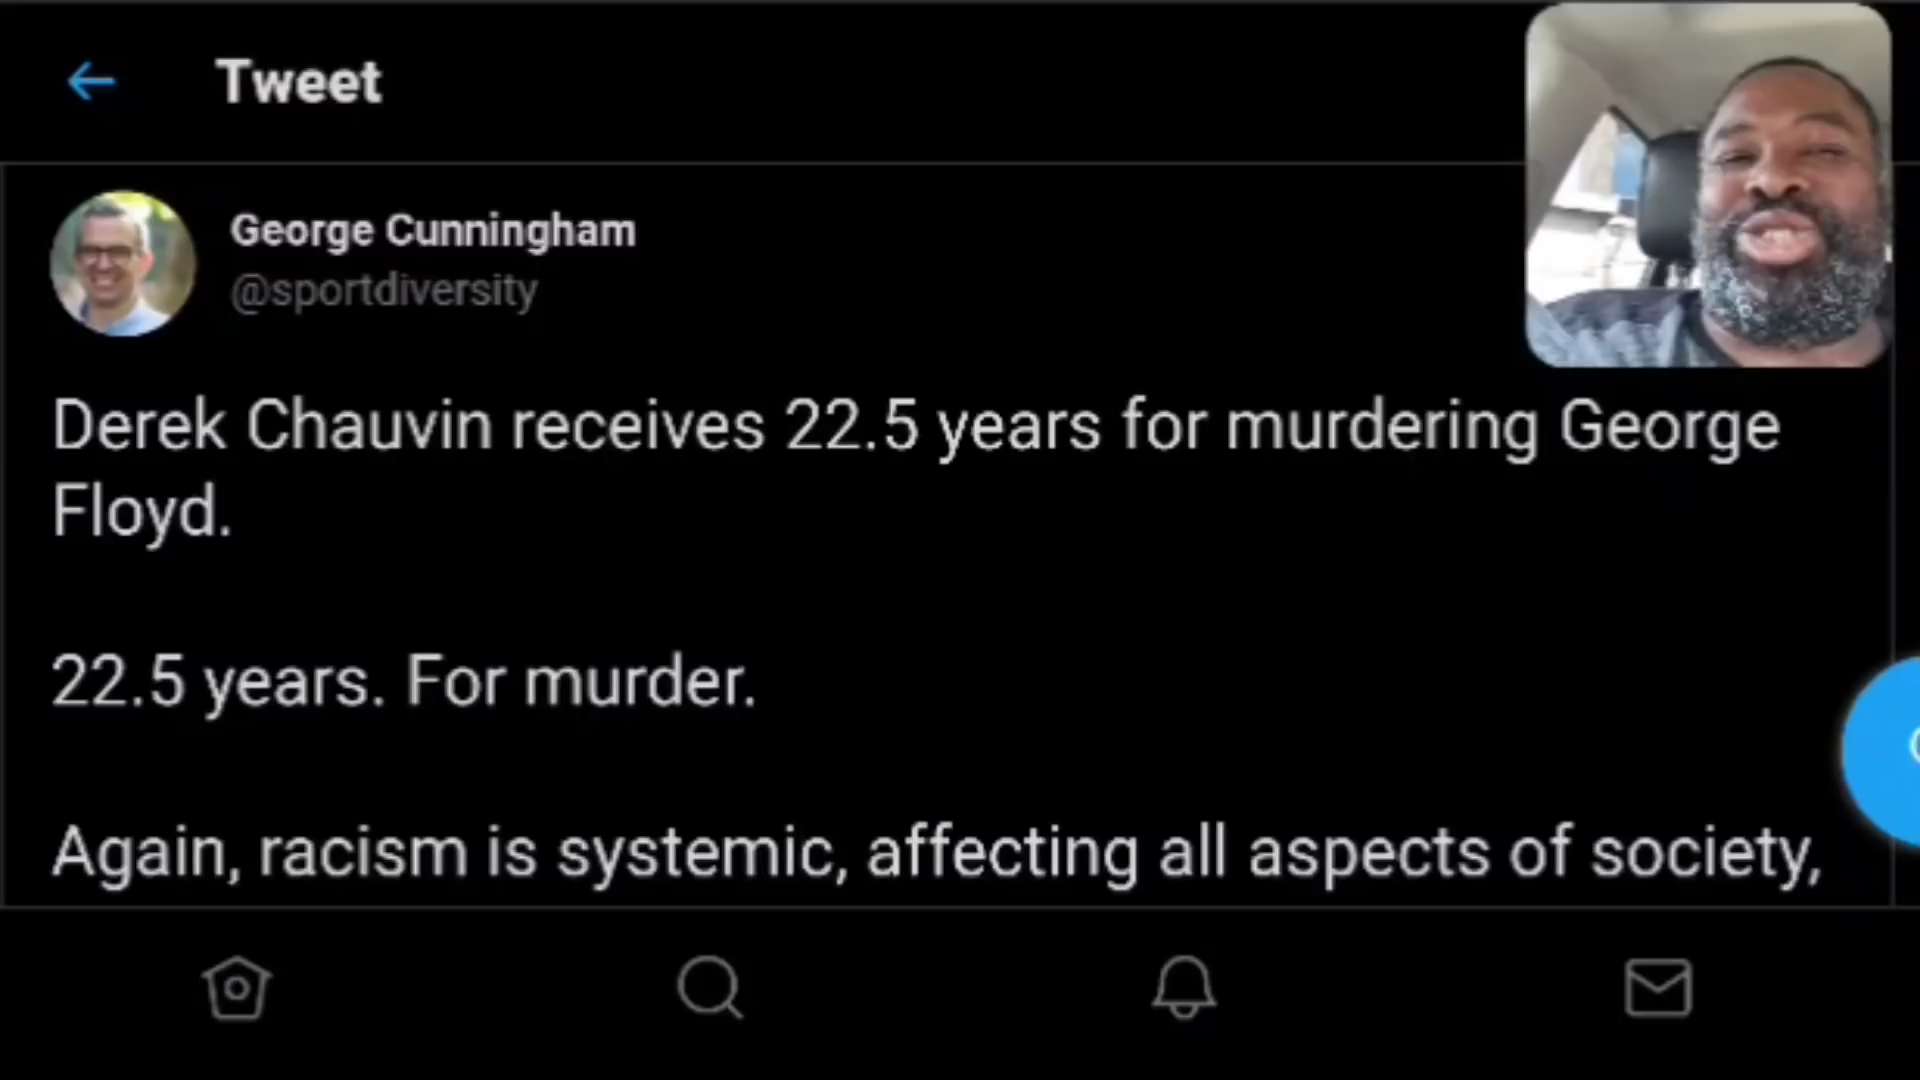 Tweet
George Cunningham
@sportdiversity
Derek Chauvin receives 22.5 years for murdering George
Floyd.
22.5 years. For murder.
Again, racism is systemic, affecting all aspects of society,